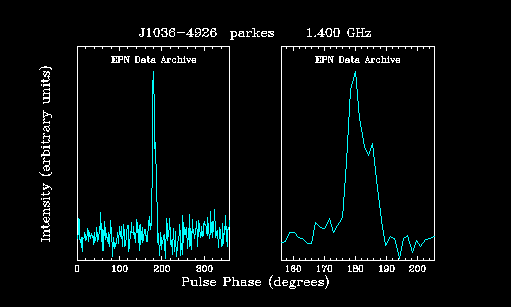 J1036-4926 parkes 1.400 GHz
EPN Data Archive EPN Data Archive
Intensity (arbitrary units)
0 100 200 300 160 170 180 190 200
Pulse Phase (degrees)